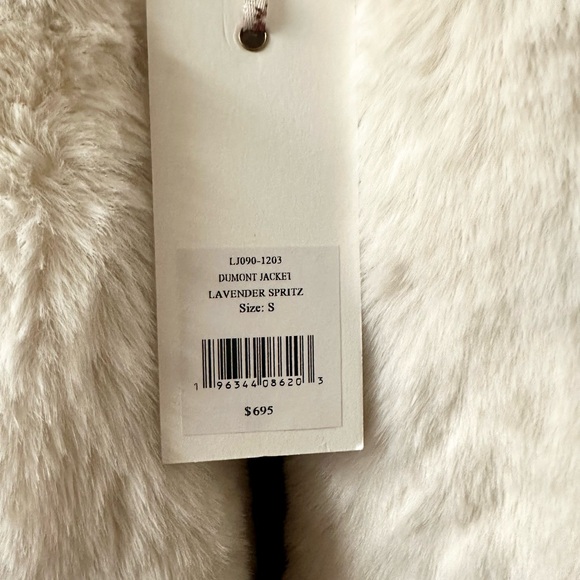 LJ090-1203
DUMONT JACKET
LAVENDER SPRITZ
Size: S
1 96344 08620 3
$695